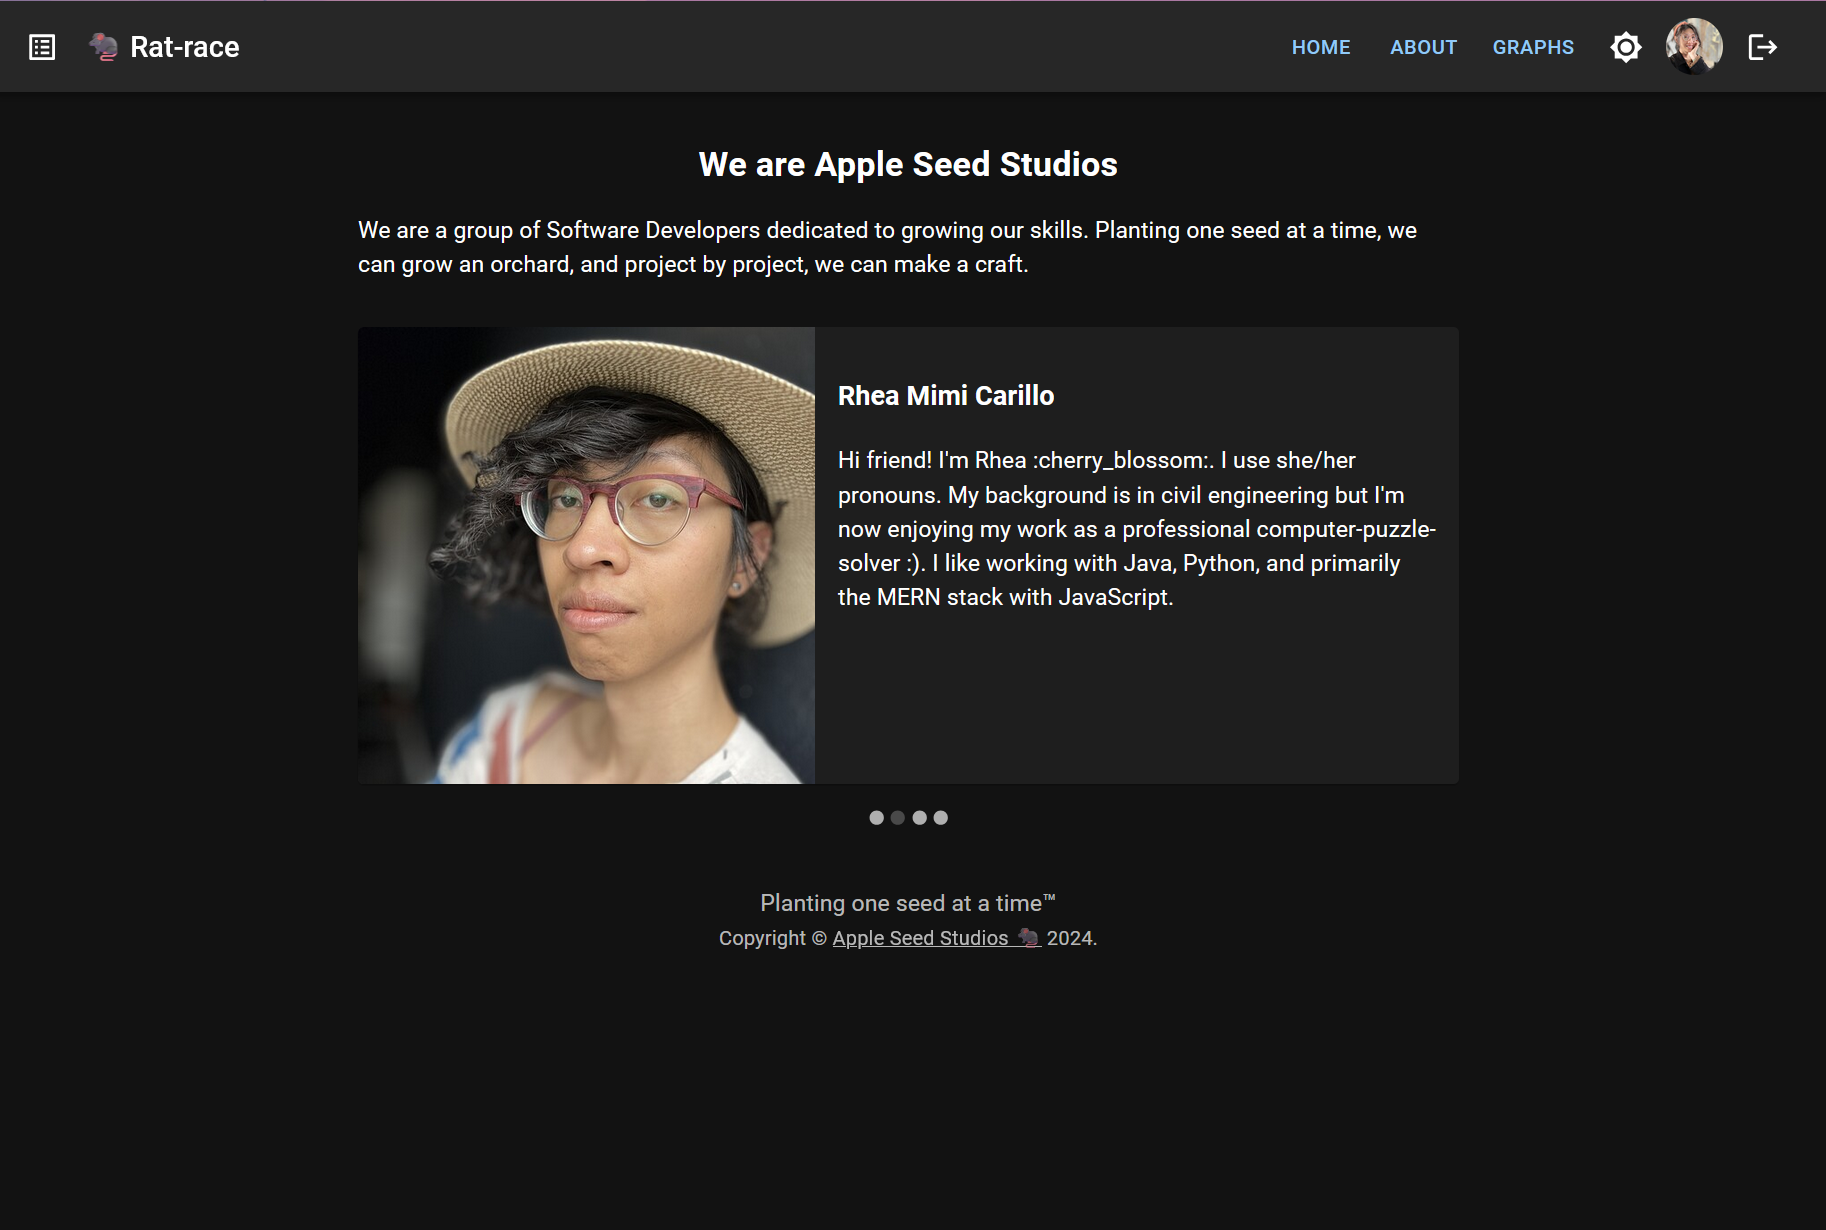 Rat-race
HOME
ABOUT
GRAPHS
We are Apple Seed Studios
We are a group of Software Developers dedicated to growing our skills. Planting one seed at a time, we
can grow an orchard, and project by project, we can make a craft.
Rhea Mimi Carillo
Hi friend! I'm Rhea :cherry_blossom:. I use she/her
pronouns. My background is in civil engineering but I'm
now enjoying my work as a professional computer-puzzle-
solver :). I like working with Java, Python, and primarily
the MERN stack with JavaScript.
Planting one seed at a time™
Copyright © Apple Seed Studios 🐀 2024.